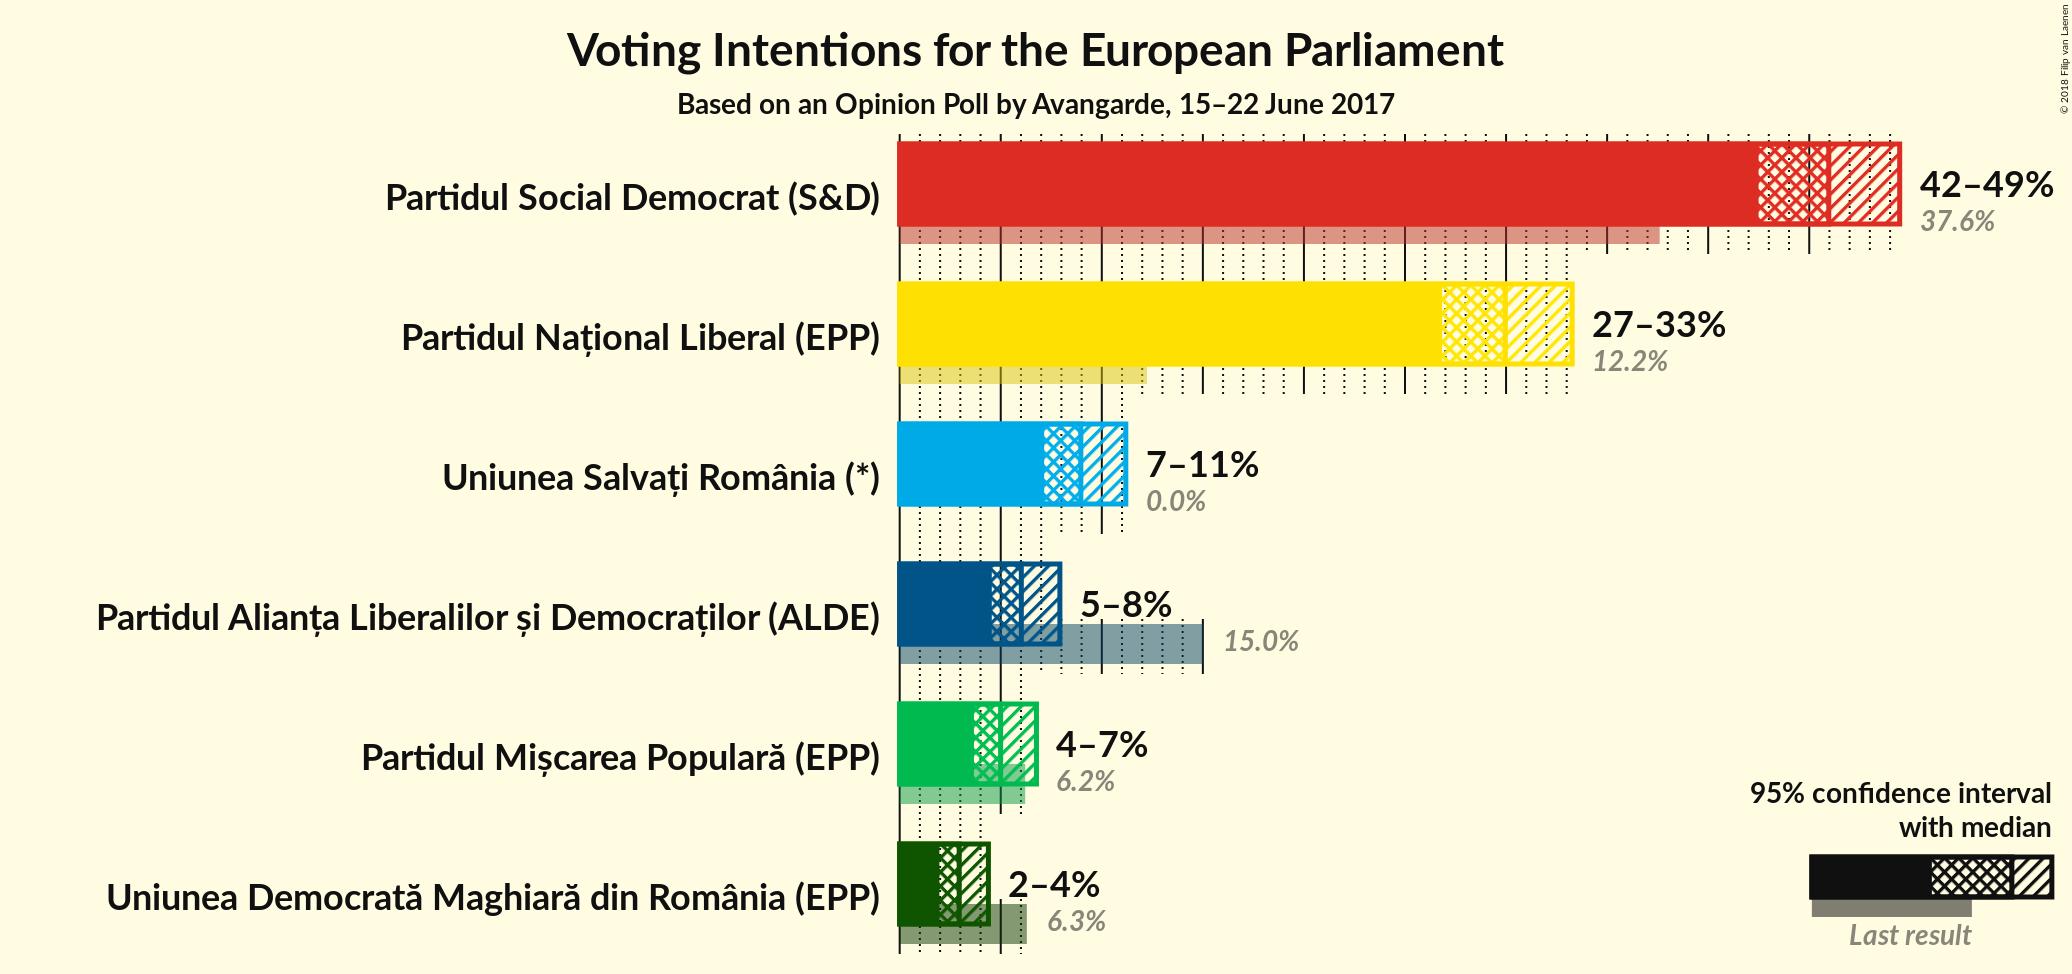 Voting Intentions for the European Parliament
Based on an Opinion Poll by Avangarde, 15–22 June 2017
© 2018 Filip van Laenen
Partidul Social Democrat (S&D)
42–49%
37.6%
Partidul Național Liberal (EPP)
27–33%
12.2%
Uniunea Salvați România (*)
7–11%
0.0%
Partidul Alianța Liberalilor și Democraților (ALDE)
5–8%
15.0%
Partidul Mișcarea Populară (EPP)
4–7%
6.2%
Uniunea Democrată Maghiară din România (EPP)
2–4%
6.3%
95% confidence interval
with median
Last result